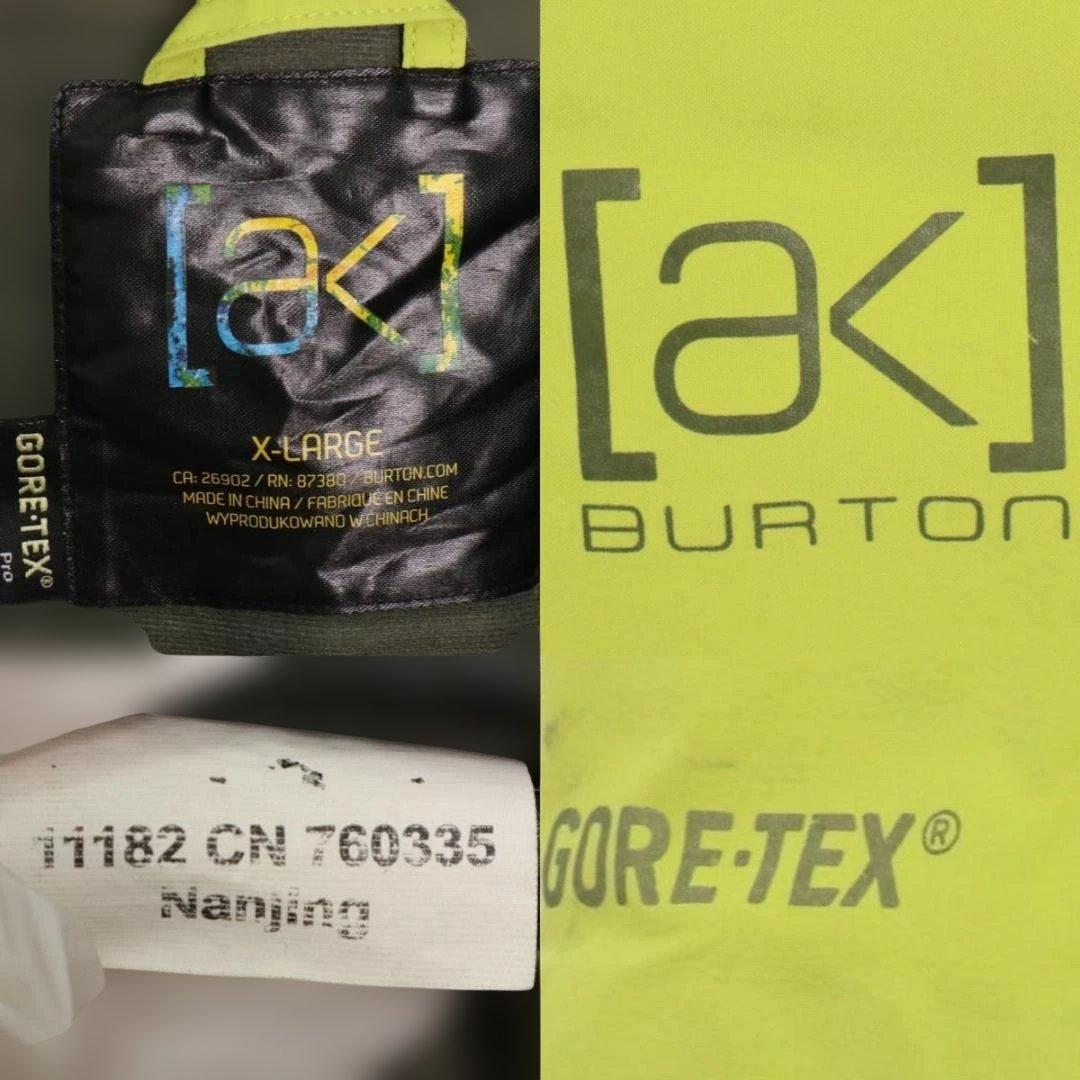 [ak]
X-LARGE
CA: 26902 / RN: 87380 / BURTON.COM
MADE IN CHINA / FABRIQUE EN CHINE
WYPRODUKOWANO W CHINACH
GORE-TEX®
Pro
[ak]
BURTON
11182 CN 760335
Nanjing
GORE-TEX®